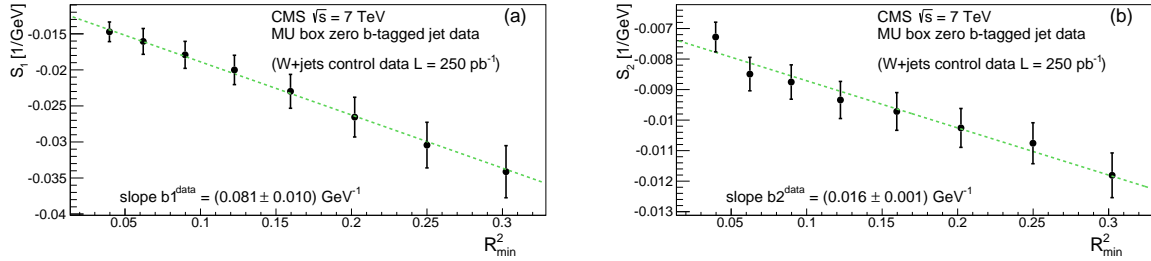 CMS √s = 7 TeV (a)
MU box zero b-tagged jet data
(W+jets control data L = 250 pb⁻¹)
S₁ [1/GeV]
-0.015
-0.02
-0.025
-0.03
-0.035
-0.04
slope b1ᵈᵃᵗᵃ = (0.081 ± 0.010) GeV⁻¹
0.05 0.1 0.15 0.2 0.25 0.3
R²min
CMS √s = 7 TeV (b)
MU box zero b-tagged jet data
(W+jets control data L = 250 pb⁻¹)
S₂ [1/GeV]
-0.007
-0.008
-0.009
-0.01
-0.011
-0.012
-0.013
slope b2ᵈᵃᵗᵃ = (0.016 ± 0.001) GeV⁻¹
0.05 0.1 0.15 0.2 0.25 0.3
R²min